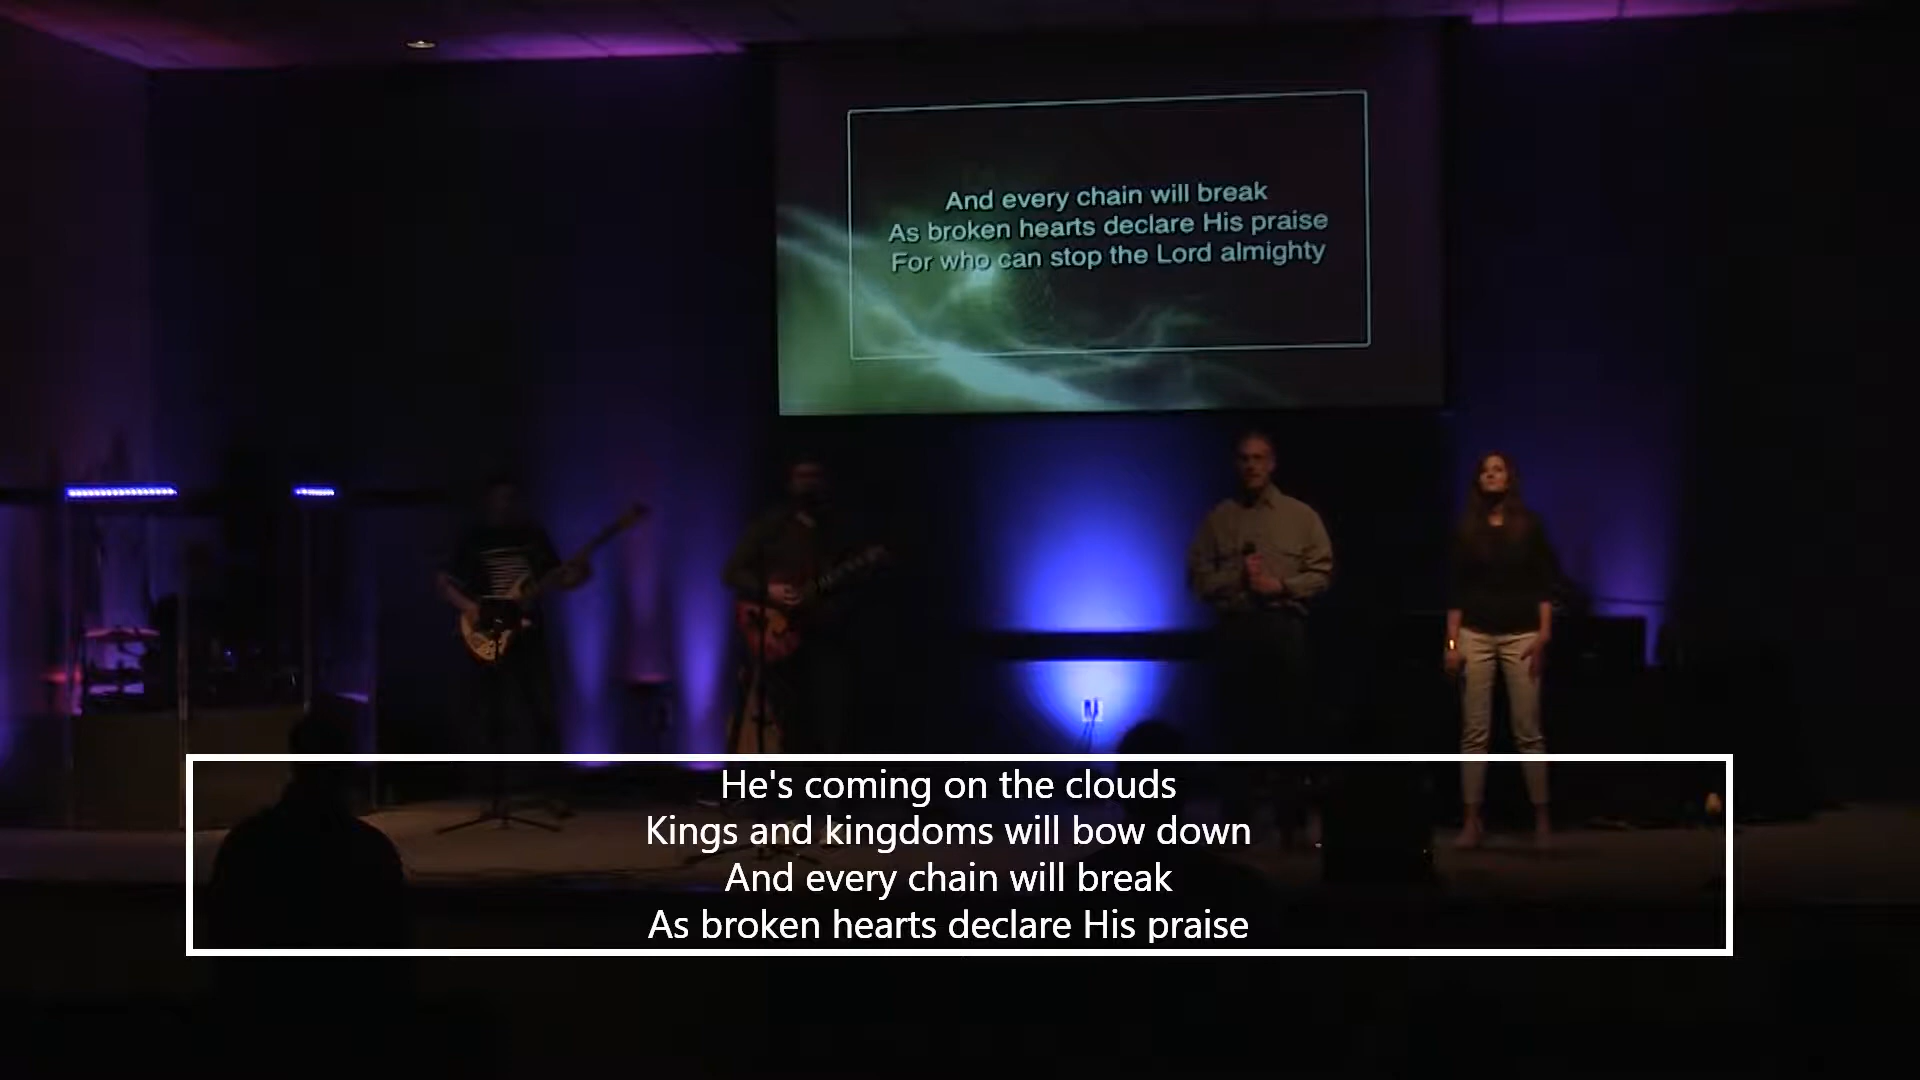 And every chain will break
As broken hearts declare His praise
For who can stop the Lord almighty
He's coming on the clouds
Kings and kingdoms will bow down
And every chain will break
As broken hearts declare His praise